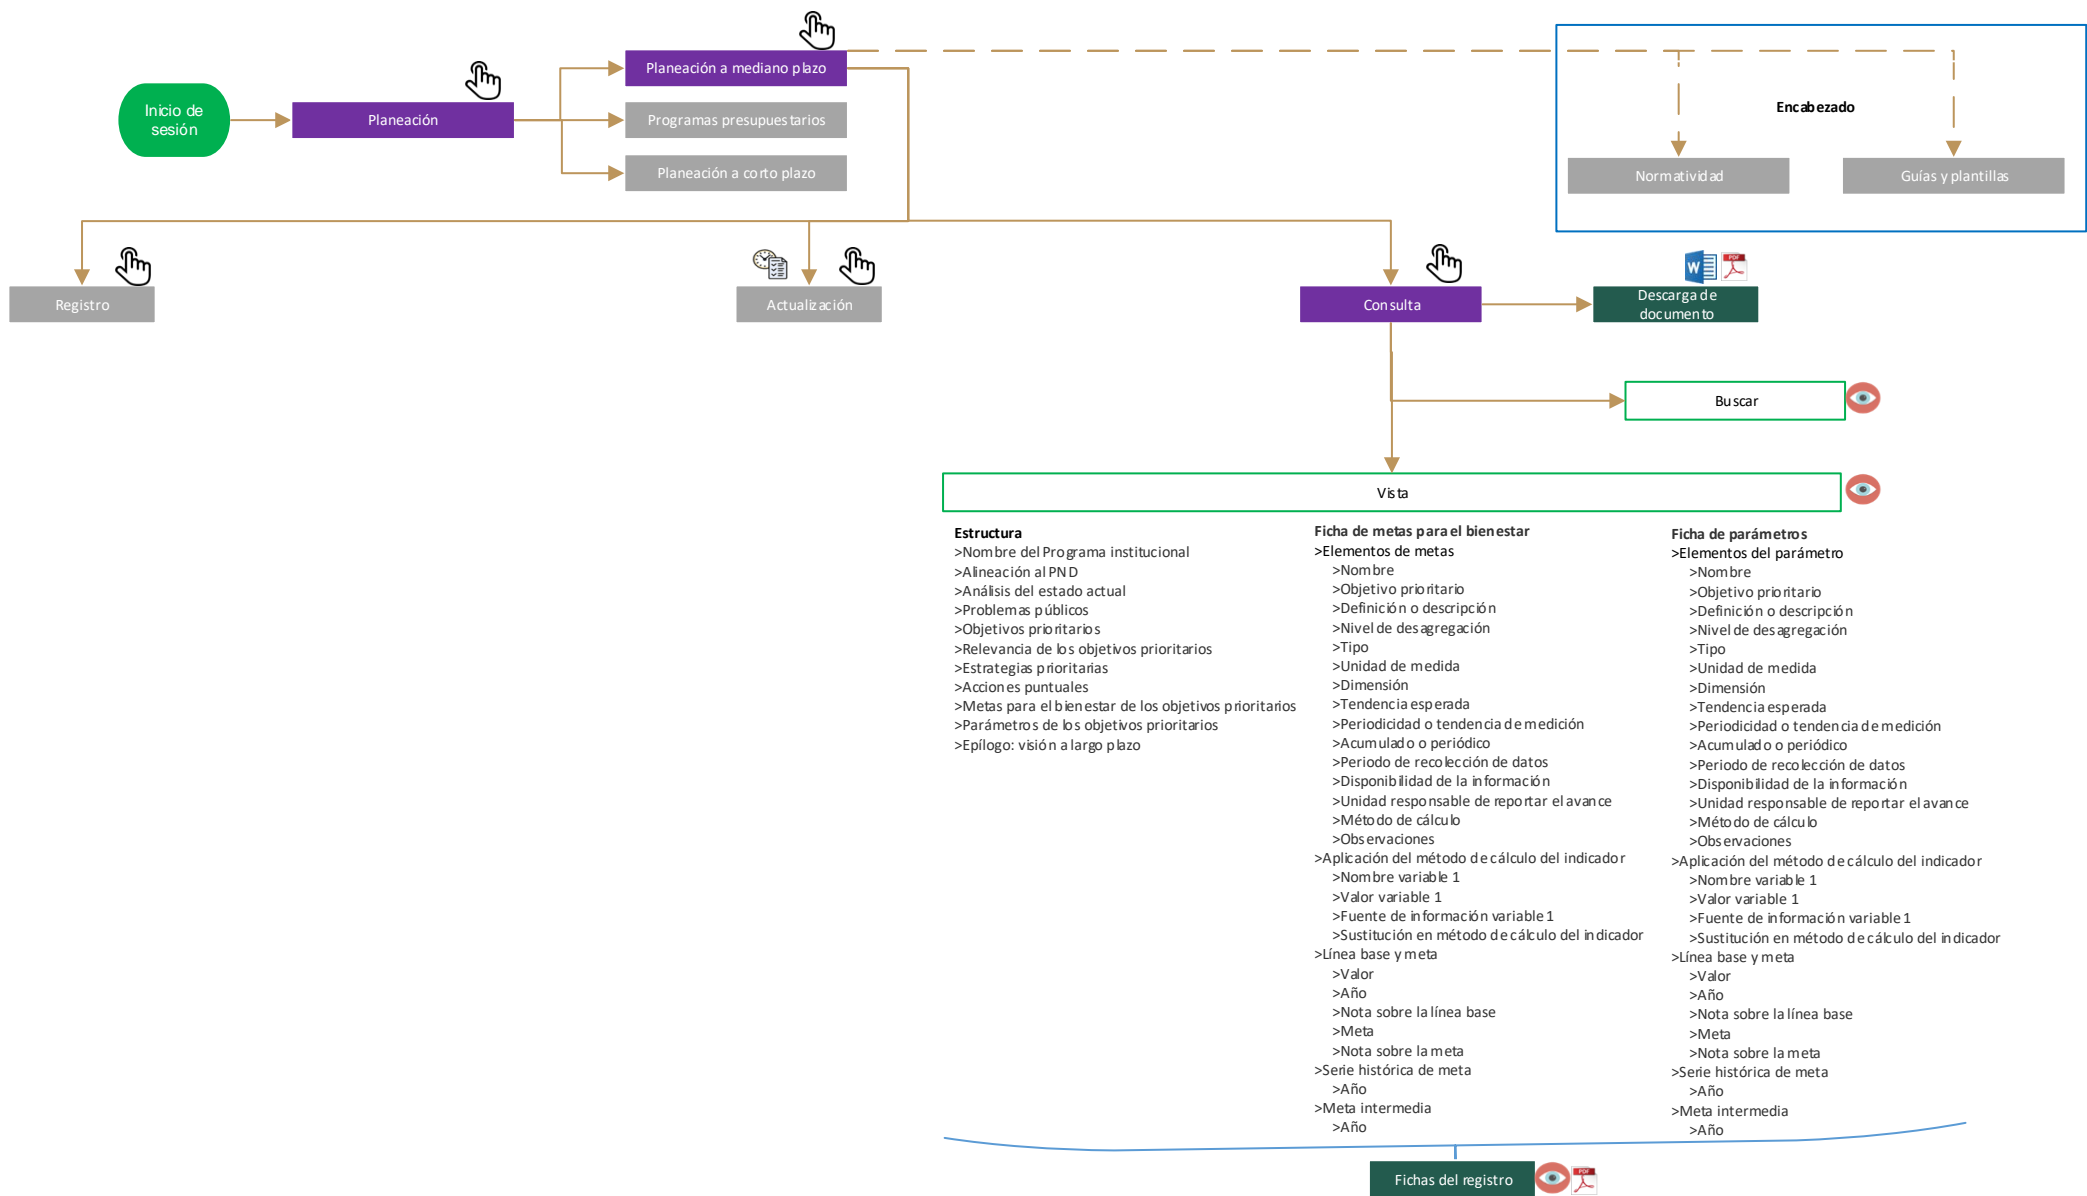 Inicio de
sesión
Planeación
Planeación a mediano plazo
Programas presupuestarios
Planeación a corto plazo
Encabezado
Normatividad
Guías y plantillas
Registro
Actualización
Consulta
W
PDF
Descarga de
documento
Buscar
Vista
Estructura
>Nombre del Programa institucional
>Alineación al PND
>Análisis del estado actual
>Problemas públicos
>Objetivos prioritarios
>Relevancia de los objetivos prioritarios
>Estrategias prioritarias
>Acciones puntuales
>Metas para el bienestar de los objetivos prioritarios
>Parámetros de los objetivos prioritarios
>Epílogo: visión a largo plazo
Ficha de metas para el bienestar
>Elementos de metas
>Nombre
>Objetivo prioritario
>Definición o descripción
>Nivel de desagregación
>Tipo
>Unidad de medida
>Dimensión
>Tendencia esperada
>Periodicidad o tendencia de medición
>Acumulado o periódico
>Periodo de recolección de datos
>Disponibilidad de la información
>Unidad responsable de reportar el avance
>Método de cálculo
>Observaciones
>Aplicación del método de cálculo del indicador
>Nombre variable 1
>Valor variable 1
>Fuente de información variable 1
>Sustitución en método de cálculo del indicador
>Línea base y meta
>Valor
>Año
>Nota sobre la línea base
>Meta
>Nota sobre la meta
>Serie histórica de meta
>Año
>Meta intermedia
>Año
Ficha de parámetros
>Elementos del parámetro
>Nombre
>Objetivo prioritario
>Definición o descripción
>Nivel de desagregación
>Tipo
>Unidad de medida
>Dimensión
>Tendencia esperada
>Periodicidad o tendencia de medición
>Acumulado o periódico
>Periodo de recolección de datos
>Disponibilidad de la información
>Unidad responsable de reportar el avance
>Método de cálculo
>Observaciones
>Aplicación del método de cálculo del indicador
>Nombre variable 1
>Valor variable 1
>Fuente de información variable 1
>Sustitución en método de cálculo del indicador
>Línea base y meta
>Valor
>Año
>Nota sobre la línea base
>Meta
>Nota sobre la meta
>Serie histórica de meta
>Año
>Meta intermedia
>Año
Fichas del registro
PDF